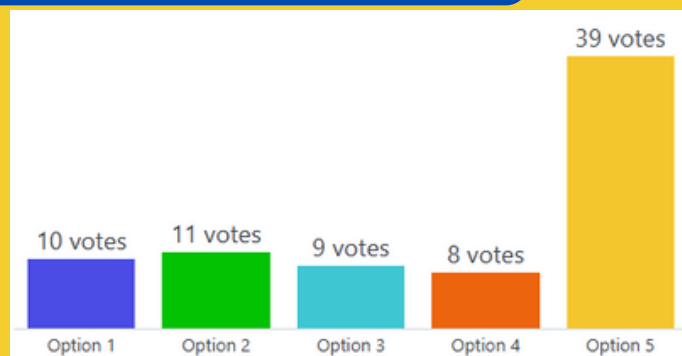 39 votes
11 votes
10 votes
9 votes
8 votes
Option 1
Option 2
Option 3
Option 4
Option 5